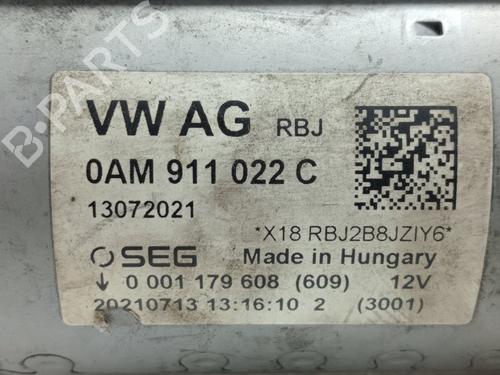 VW AG RBJ
0AM 911 022 C
13072021
*X18 RBJ2B8JZIY6*
SEG Made in Hungary
↓ 0 001 179 608 (609) 12V
20210713 13:16:10 2 (3001)
B-PARTS